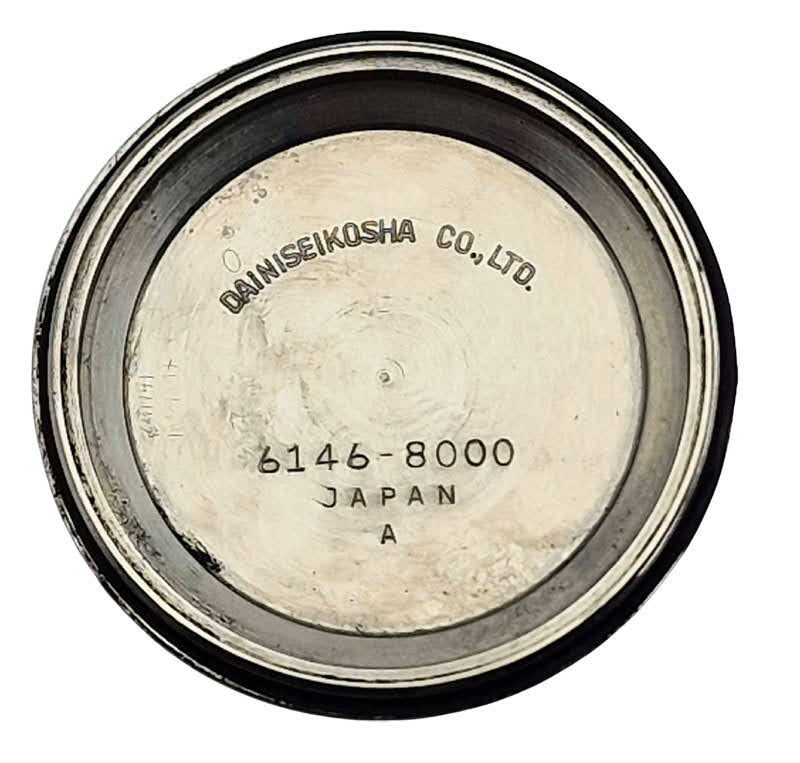 DAINISEIKOSHA CO., LTD.
6146-8000
JAPAN
A